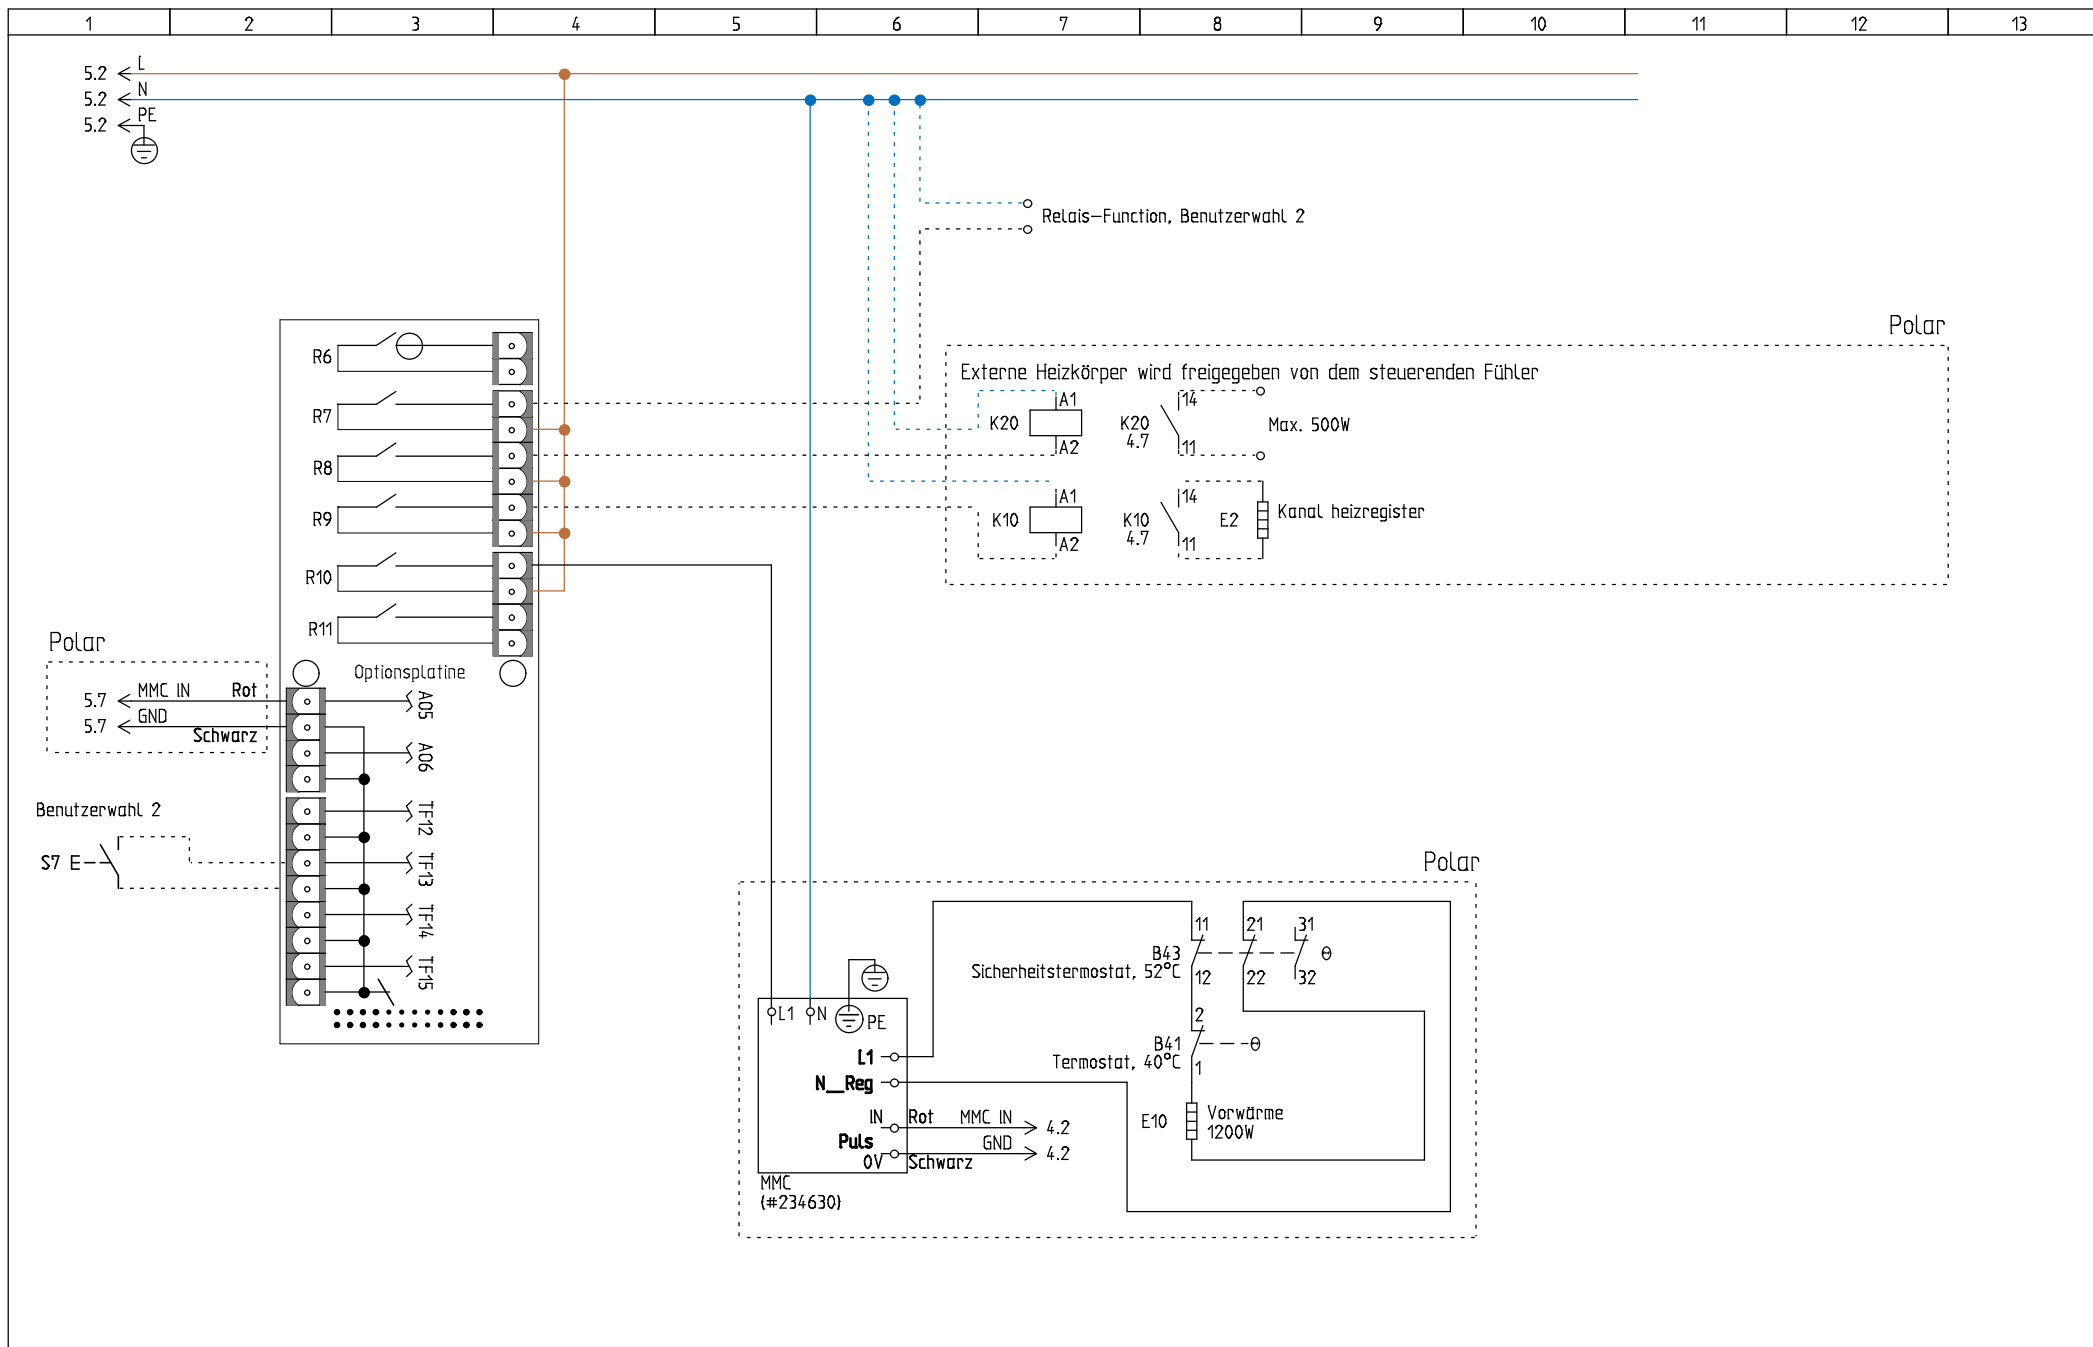 1 2 3 4 5 6 7 8 9 10 11 12 13
5.2 L
5.2 N
5.2 PE
Relais-Function, Benutzerwahl 2
Polar
Externe Heizkörper wird freigegeben von dem steuerenden Fühler
K20 A1 A2
K20 4.7 14 11
Max. 500W
K10 A1 A2
K10 4.7 14 11
E2 Kanal heizregister
R6
R7
R8
R9
R10
R11
Optionsplatine
Polar
5.7 MMC IN Rot
5.7 GND Schwarz
A05
A06
Benutzerwahl 2
S7
TF12
TF13
TF14
TF15
Polar
11 21 31
B43 θ
Sicherheitstermostat, 52°C
12 22 32
2
B41 θ
Termostat, 40°C
1
E10 Vorwärme
1200W
L1 N PE
L1
N_Reg
IN Rot MMC IN 4.2
Puls
GND 4.2
0V Schwarz
MMC
(#234630)